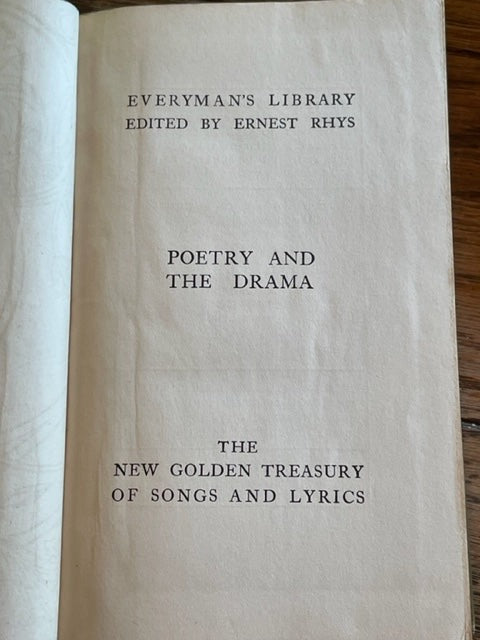 EVERYMAN'S LIBRARY
EDITED BY ERNEST RHYS
POETRY AND
THE DRAMA
THE
NEW GOLDEN TREASURY
OF SONGS AND LYRICS